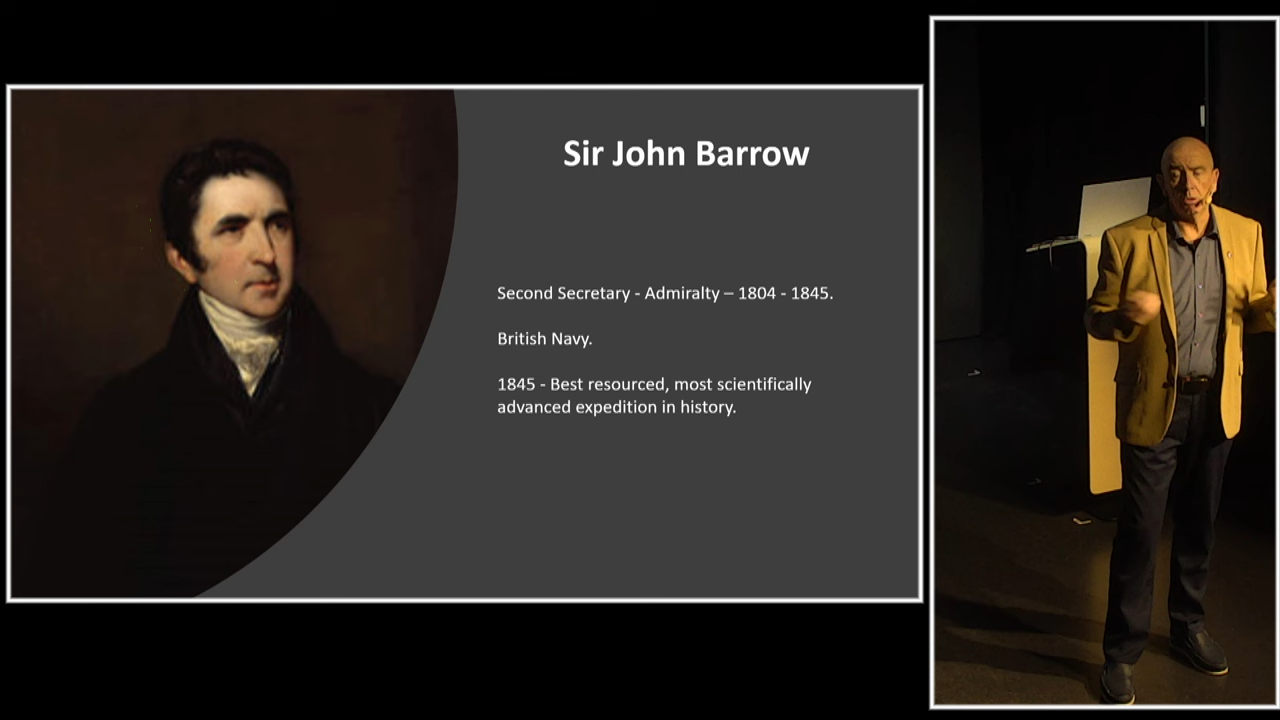 Sir John Barrow
Second Secretary - Admiralty – 1804 - 1845.
British Navy.
1845 - Best resourced, most scientifically
advanced expedition in history.